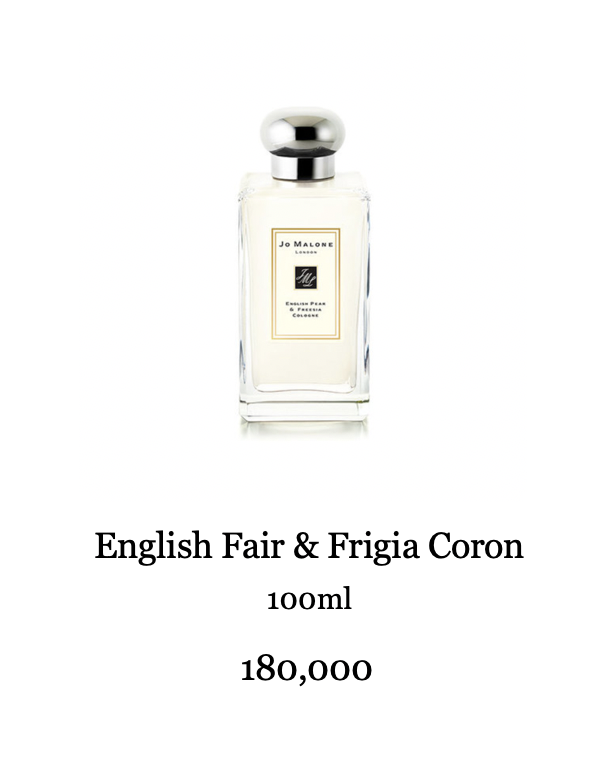 Jo Malone
London
English Pear
& Freesia
Cologne
English Fair & Frigia Coron
100ml
180,000